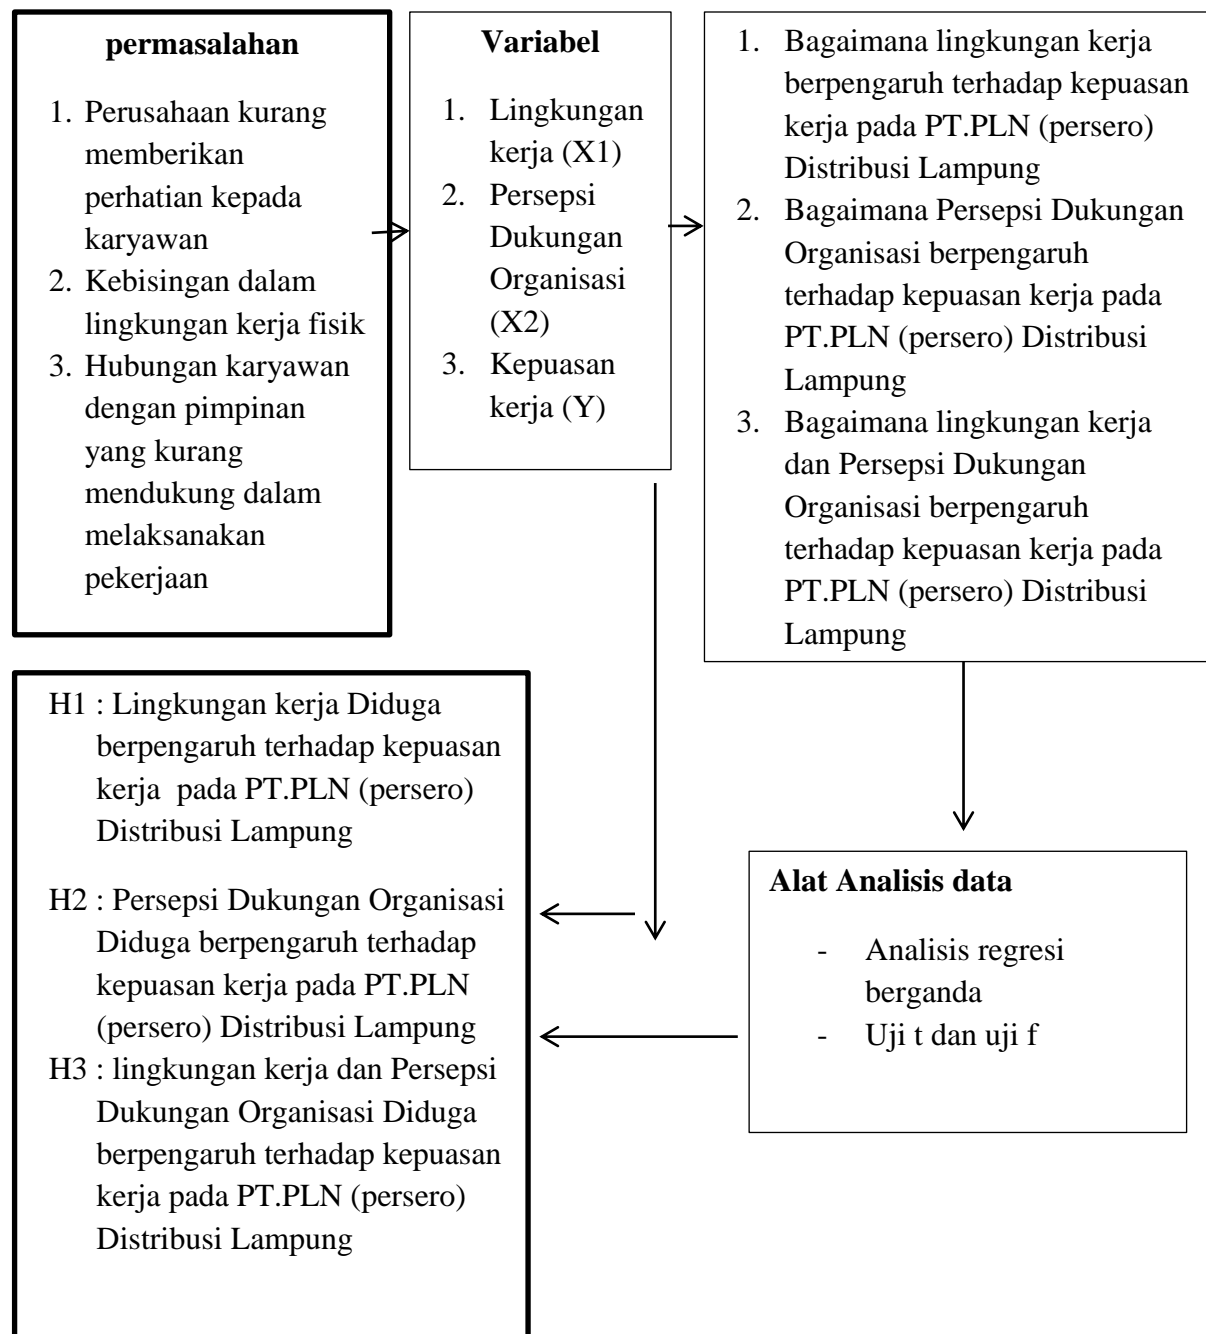 permasalahan
1. Perusahaan kurang
memberikan
perhatian kepada
karyawan
2. Kebisingan dalam
lingkungan kerja fisik
3. Hubungan karyawan
dengan pimpinan
yang kurang
mendukung dalam
melaksanakan
pekerjaan
Variabel
1. Lingkungan
kerja (X1)
2. Persepsi
Dukungan
Organisasi
(X2)
3. Kepuasan
kerja (Y)
1. Bagaimana lingkungan kerja
berpengaruh terhadap kepuasan
kerja pada PT.PLN (persero)
Distribusi Lampung
2. Bagaimana Persepsi Dukungan
Organisasi berpengaruh
terhadap kepuasan kerja pada
PT.PLN (persero) Distribusi
Lampung
3. Bagaimana lingkungan kerja
dan Persepsi Dukungan
Organisasi berpengaruh
terhadap kepuasan kerja pada
PT.PLN (persero) Distribusi
Lampung
H1 : Lingkungan kerja Diduga
berpengaruh terhadap kepuasan
kerja  pada PT.PLN (persero)
Distribusi Lampung
H2 : Persepsi Dukungan Organisasi
Diduga berpengaruh terhadap
kepuasan kerja pada PT.PLN
(persero) Distribusi Lampung
H3 : lingkungan kerja dan Persepsi
Dukungan Organisasi Diduga
berpengaruh terhadap kepuasan
kerja pada PT.PLN (persero)
Distribusi Lampung
Alat Analisis data
- Analisis regresi
berganda
- Uji t dan uji f